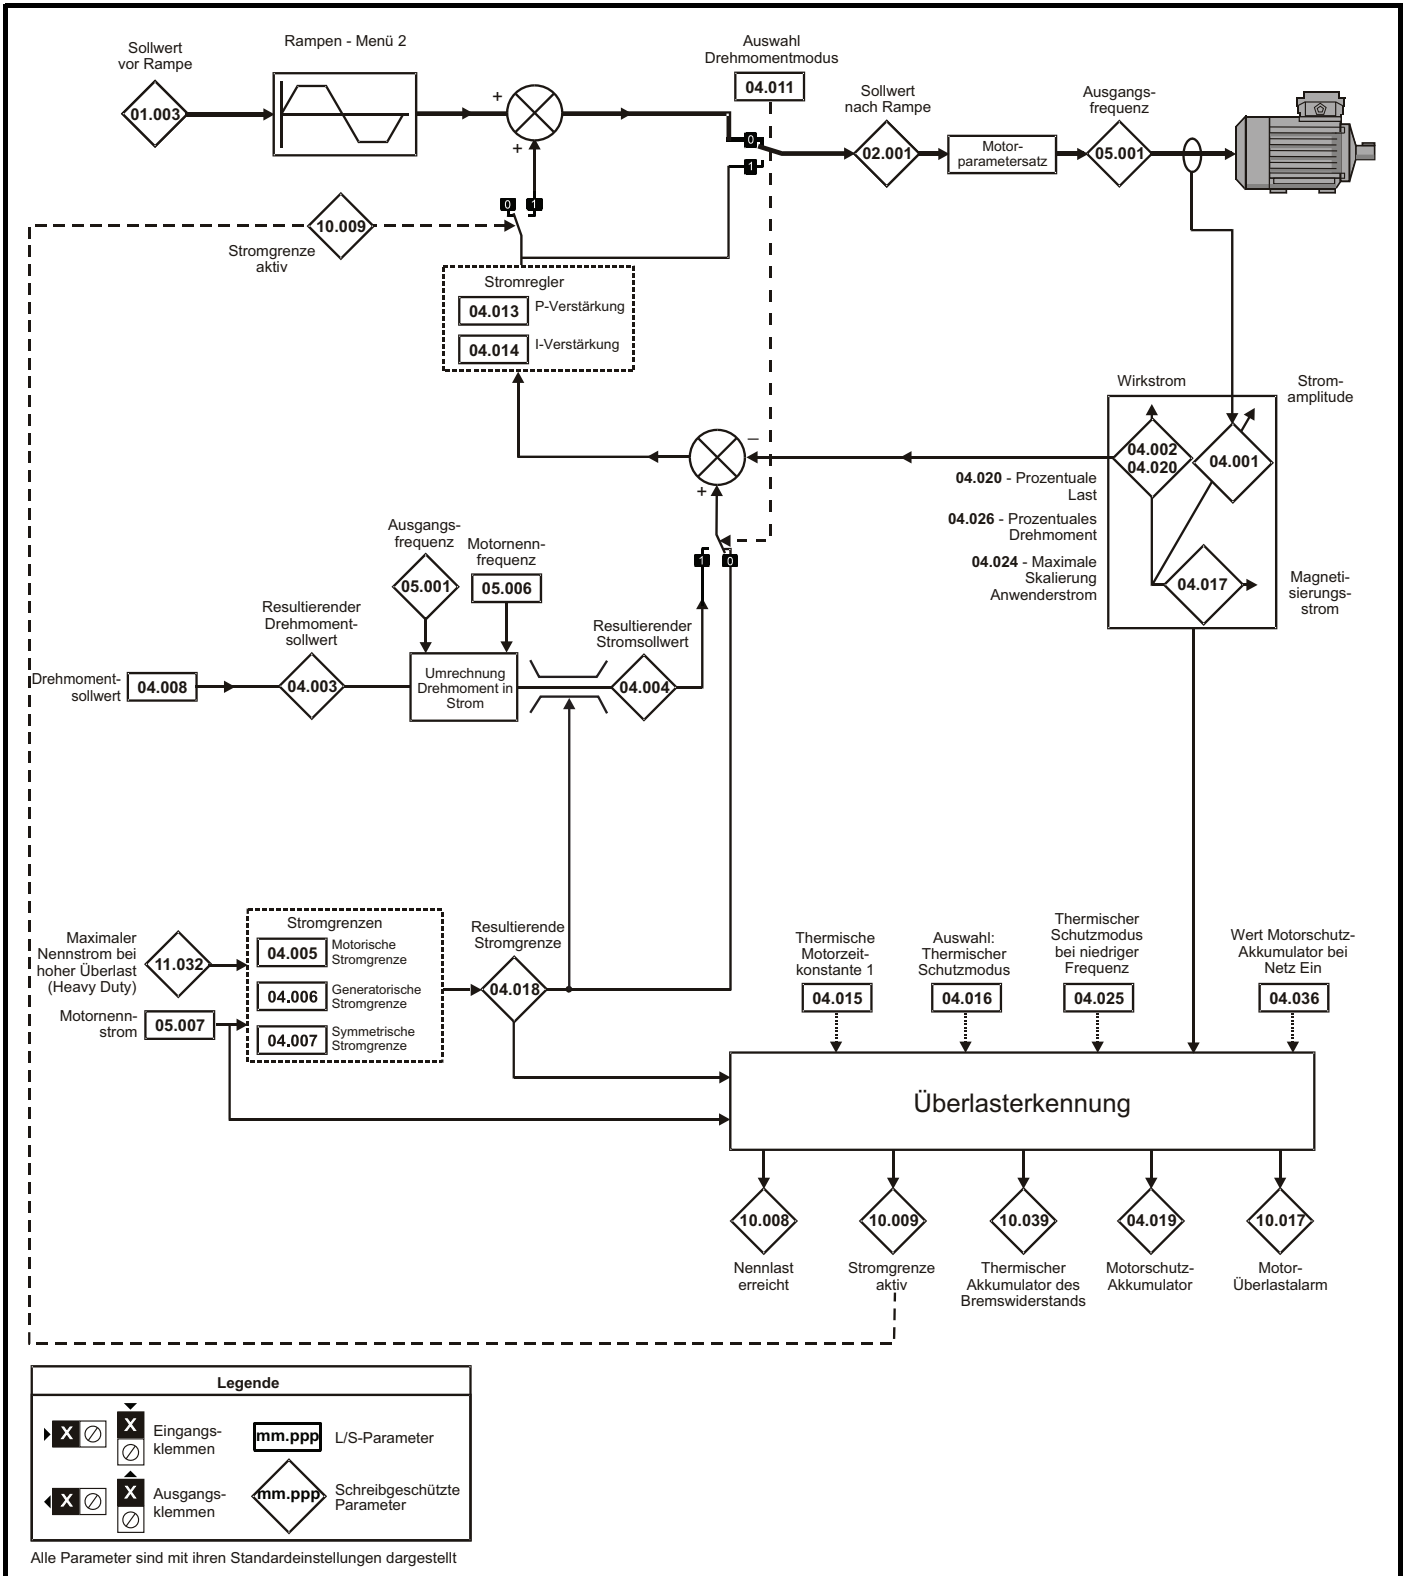 Sollwert
vor Rampe
01.003
Rampen - Menü 2
+
+
Auswahl
Drehmomentmodus
04.011
0
1
Sollwert
nach Rampe
02.001
Motor-
parametersatz
Ausgangs-
frequenz
05.001
0
1
10.009
Stromgrenze
aktiv
Stromregler
04.013
P-Verstärkung
04.014
I-Verstärkung
Wirkstrom
Strom-
amplitude
04.002
04.020
04.001
04.017
Magneti-
sierungs-
strom
–
+
04.020 - Prozentuale
Last
04.026 - Prozentuales
Drehmoment
04.024 - Maximale
Skalierung
Anwenderstrom
1
0
Ausgangs-
frequenz
05.001
Motornenn-
frequenz
05.006
Resultierender
Drehmoment-
sollwert
Resultierender
Stromsollwert
Drehmoment-
sollwert
04.008
04.003
Umrechnung
Drehmoment in
Strom
04.004
Maximaler
Nennstrom bei
hoher Überlast
(Heavy Duty)
11.032
Motornenn-
strom
05.007
Stromgrenzen
04.005
Motorische
Stromgrenze
04.006
Generatorische
Stromgrenze
04.007
Symmetrische
Stromgrenze
Resultierende
Stromgrenze
04.018
Thermische
Motorzeit-
konstante 1
04.015
Auswahl:
Thermischer
Schutzmodus
04.016
Thermischer
Schutzmodus
bei niedriger
Frequenz
04.025
Wert Motorschutz-
Akkumulator bei
Netz Ein
04.036
Überlasterkennung
10.008
10.009
10.039
04.019
10.017
Nennlast
erreicht
Stromgrenze
aktiv
Thermischer
Akkumulator des
Bremswiderstands
Motorschutz-
Akkumulator
Motor-
Überlastalarm
Legende
X
X
Eingangs-
klemmen
mm.ppp
L/S-Parameter
X
X
Ausgangs-
klemmen
mm.ppp
Schreibgeschützte
Parameter
Alle Parameter sind mit ihren Standardeinstellungen dargestellt